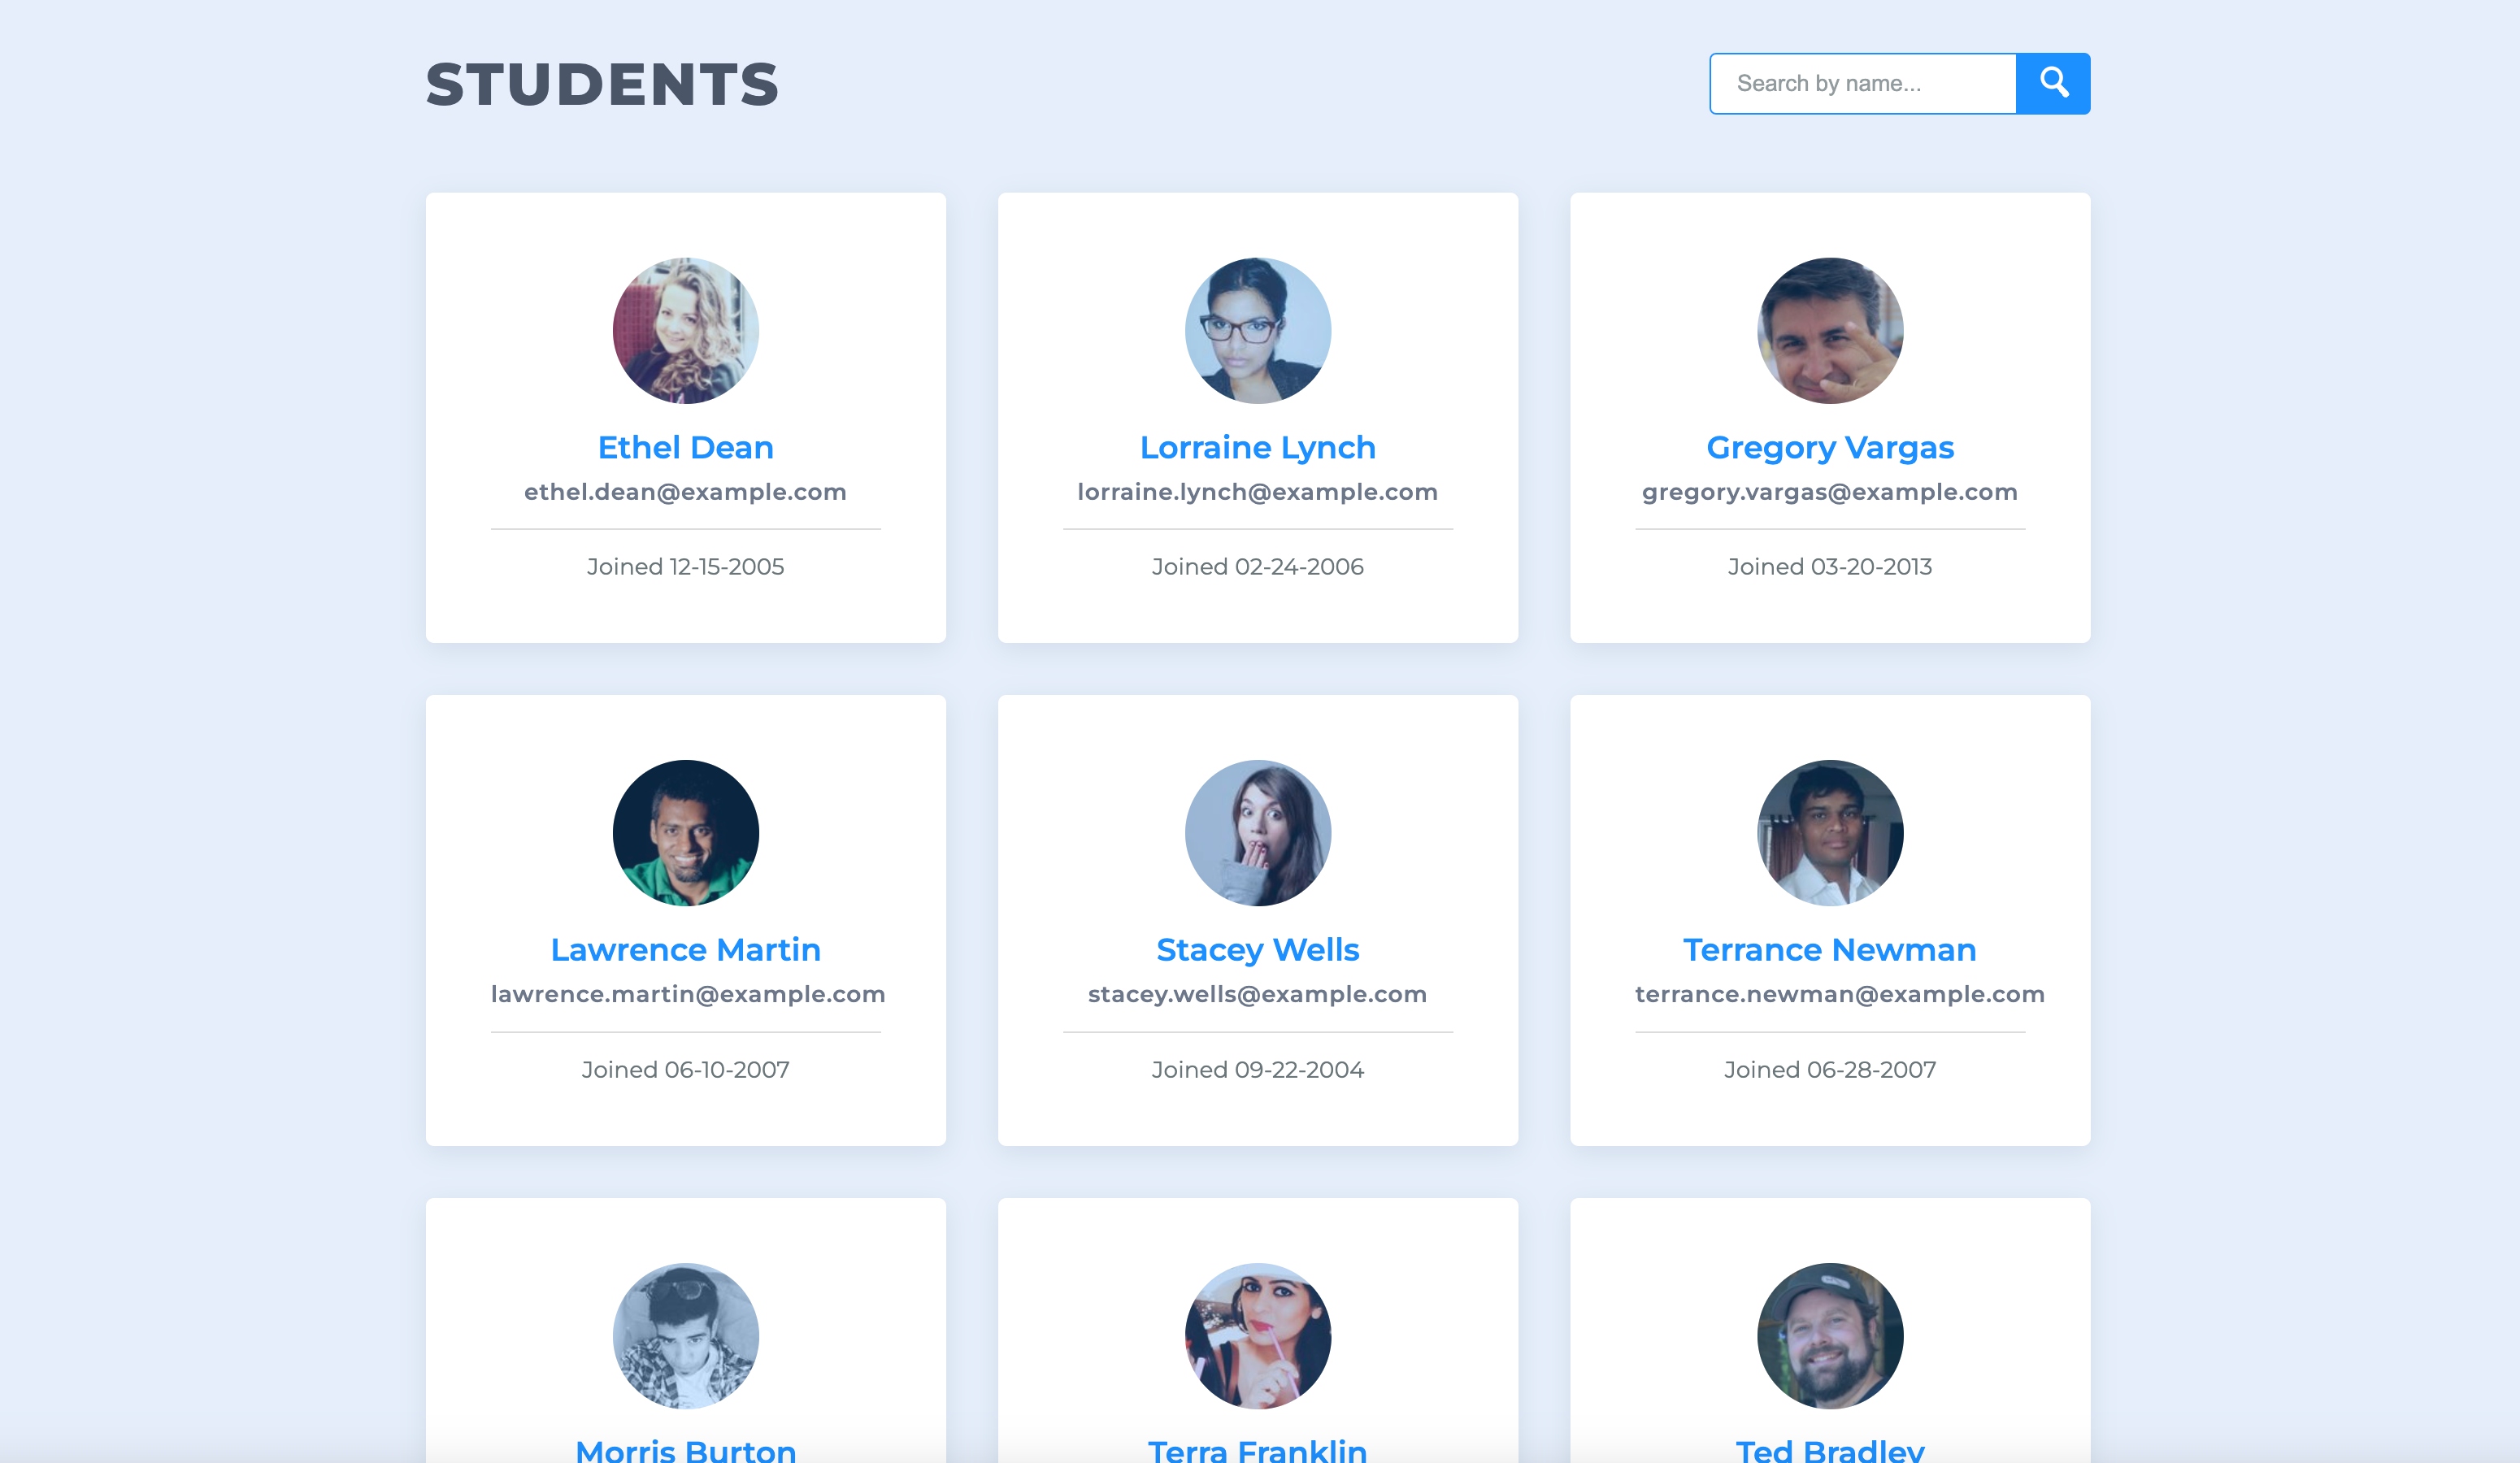 STUDENTS
Search by name...
Ethel Dean
ethel.dean@example.com
Joined 12-15-2005
Lorraine Lynch
lorraine.lynch@example.com
Joined 02-24-2006
Gregory Vargas
gregory.vargas@example.com
Joined 03-20-2013
Lawrence Martin
lawrence.martin@example.com
Joined 06-10-2007
Stacey Wells
stacey.wells@example.com
Joined 09-22-2004
Terrance Newman
terrance.newman@example.com
Joined 06-28-2007
Morris Burton
Terra Franklin
Ted Bradley